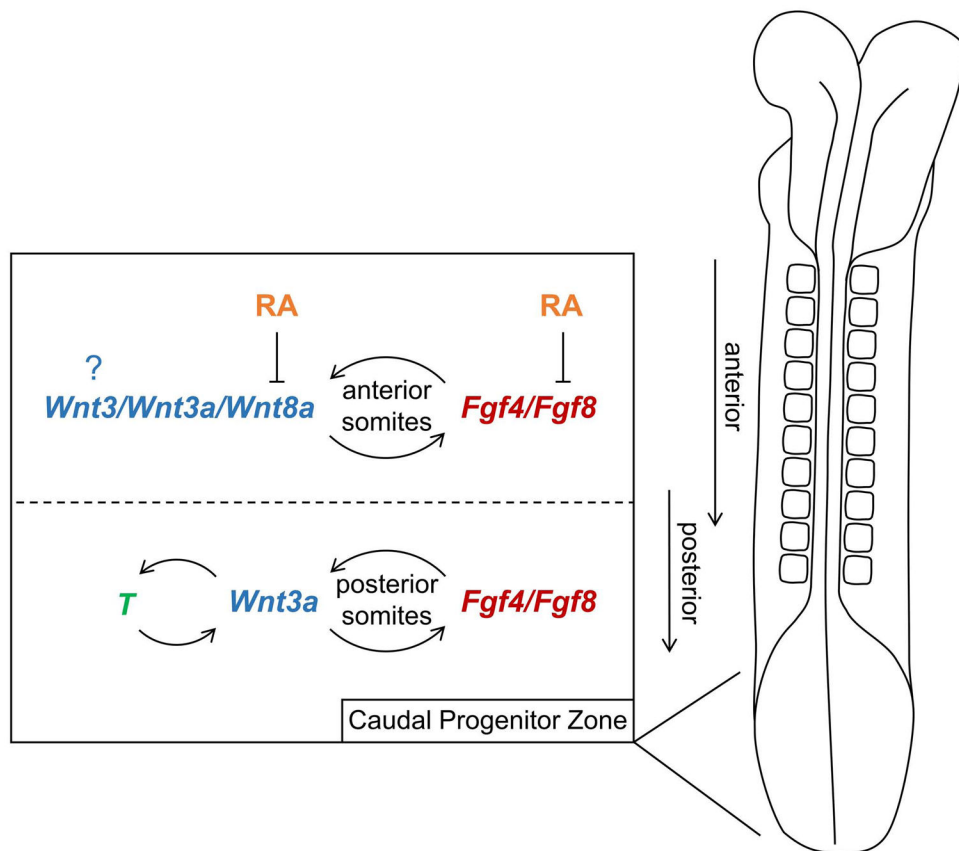 RA RA
?
Wnt3/Wnt3a/Wnt8a anterior somites Fgf4/Fgf8
T Wnt3a posterior somites Fgf4/Fgf8
Caudal Progenitor Zone
anterior
posterior